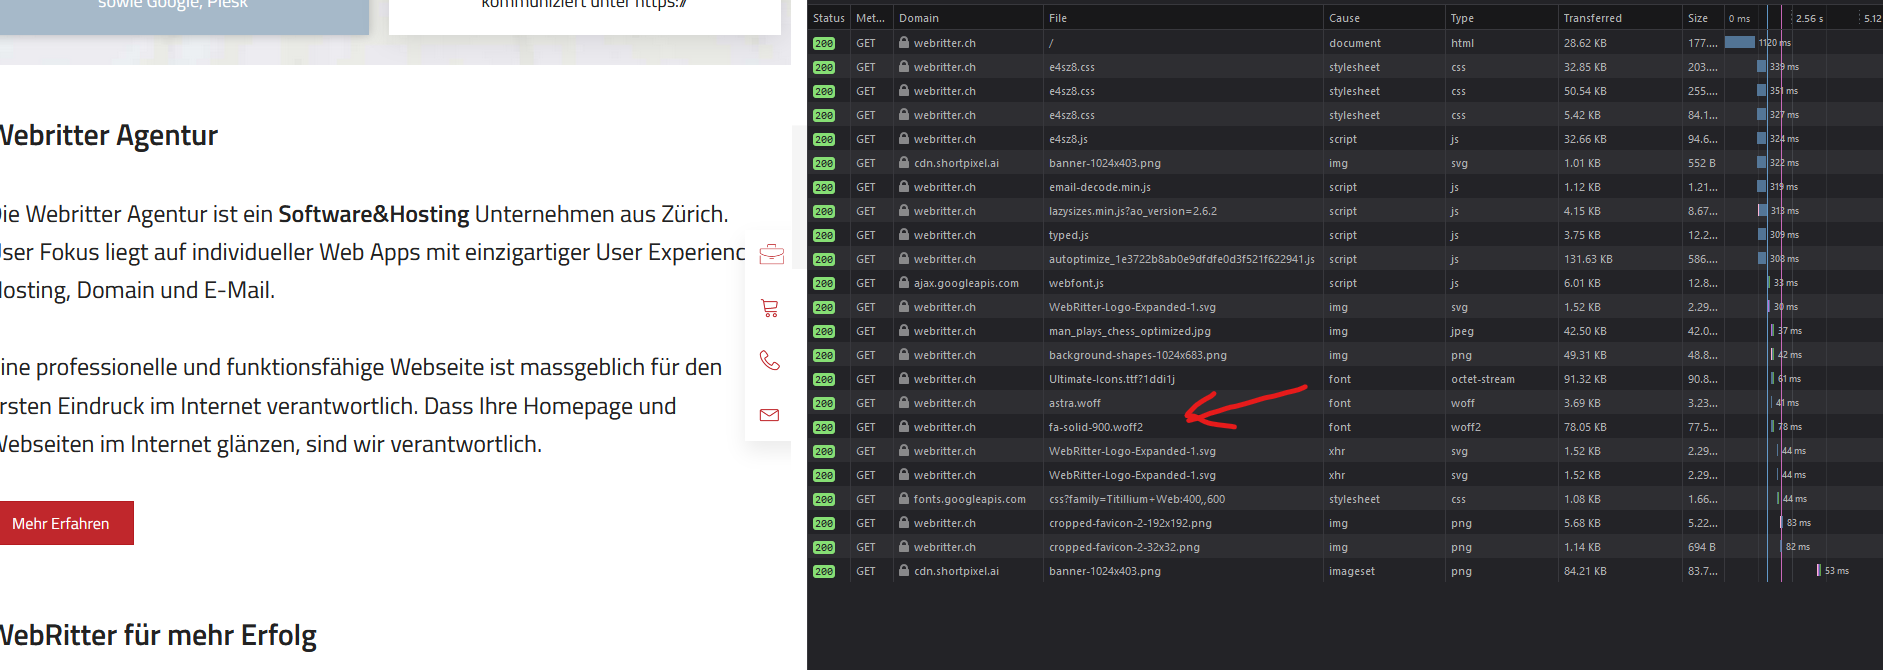 sowie Google, Plesk
kommuniziert unter https://
Webritter Agentur
Die Webritter Agentur ist ein Software&Hosting Unternehmen aus Zürich.
User Fokus liegt auf individueller Web Apps mit einzigartiger User Experienc
Hosting, Domain und E-Mail.
ine professionelle und funktionsfähige Webseite ist massgeblich für den
rsten Eindruck im Internet verantwortlich. Dass Ihre Homepage und
Webseiten im Internet glänzen, sind wir verantwortlich.
Mehr Erfahren
WebRitter für mehr Erfolg
Status Met... Domain File Cause Type Transferred Size 0 ms 2.56 s 5.12
200 GET webritter.ch / document html 28.62 KB 177.... 1120 ms
200 GET webritter.ch e4sz8.css stylesheet css 32.85 KB 203.... 339 ms
200 GET webritter.ch e4sz8.css stylesheet css 50.54 KB 255.... 351 ms
200 GET webritter.ch e4sz8.css stylesheet css 5.42 KB 84.1... 327 ms
200 GET webritter.ch e4sz8.js script js 32.66 KB 94.6... 324 ms
200 GET cdn.shortpixel.ai banner-1024x403.png img svg 1.01 KB 552 B 322 ms
200 GET webritter.ch email-decode.min.js script js 1.12 KB 1.21... 319 ms
200 GET webritter.ch lazysizes.min.js?ao_version=2.6.2 script js 4.15 KB 8.67... 313 ms
200 GET webritter.ch typed.js script js 3.75 KB 12.2... 309 ms
200 GET webritter.ch autoptimize_1e3722b8ab0e9dfdfe0d3f521f622941.js script js 131.63 KB 586.... 308 ms
200 GET ajax.googleapis.com webfont.js script js 6.01 KB 12.8... 33 ms
200 GET webritter.ch WebRitter-Logo-Expanded-1.svg img svg 1.52 KB 2.29... 30 ms
200 GET webritter.ch man_plays_chess_optimized.jpg img jpeg 42.50 KB 42.0... 37 ms
200 GET webritter.ch background-shapes-1024x683.png img png 49.31 KB 48.8... 42 ms
200 GET webritter.ch Ultimate-Icons.ttf?1ddi1j font octet-stream 91.32 KB 90.8... 61 ms
200 GET webritter.ch astra.woff font woff 3.69 KB 3.23... 41 ms
200 GET webritter.ch fa-solid-900.woff2 font woff2 78.05 KB 77.5... 78 ms
200 GET webritter.ch WebRitter-Logo-Expanded-1.svg xhr svg 1.52 KB 2.29... 44 ms
200 GET webritter.ch WebRitter-Logo-Expanded-1.svg xhr svg 1.52 KB 2.29... 44 ms
200 GET fonts.googleapis.com css?family=Titillium+Web:400,,600 stylesheet css 1.08 KB 1.66... 44 ms
200 GET webritter.ch cropped-favicon-2-192x192.png img png 5.68 KB 5.22... 83 ms
200 GET webritter.ch cropped-favicon-2-32x32.png img png 1.14 KB 694 B 82 ms
200 GET cdn.shortpixel.ai banner-1024x403.png imageset png 84.21 KB 83.7... 53 ms